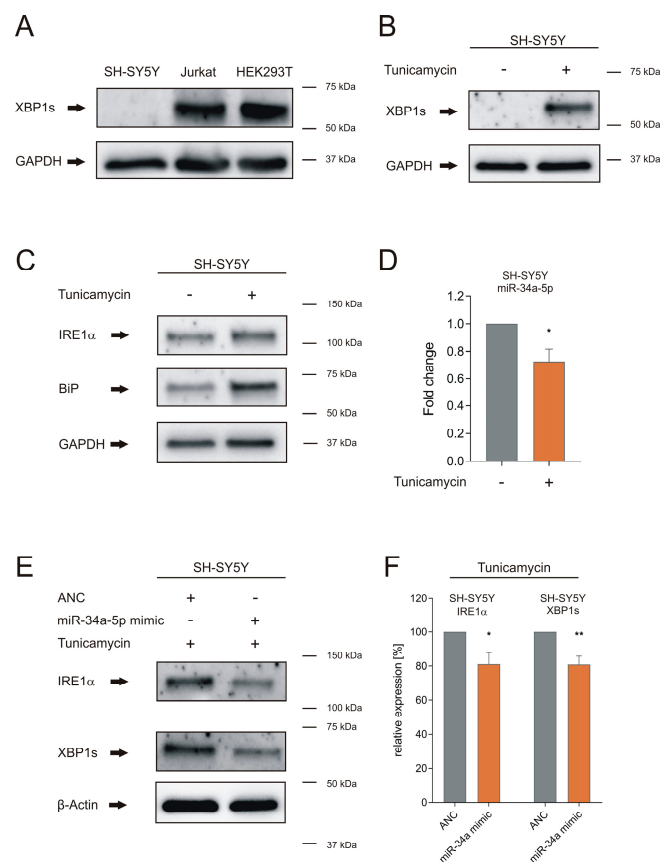 A
SH-SY5Y Jurkat HEK293T
75 kDa
XBP1s
50 kDa
GAPDH
37 kDa
B
SH-SY5Y
Tunicamycin - +
75 kDa
XBP1s
50 kDa
GAPDH
37 kDa
C
SH-SY5Y
Tunicamycin - +
150 kDa
IRE1α
100 kDa
75 kDa
BiP
50 kDa
GAPDH
37 kDa
D
SH-SY5Y
miR-34a-5p
Fold change
1.2
1.0
0.8
0.6
0.4
0.2
0.0
*
Tunicamycin - +
E
SH-SY5Y
ANC + -
miR-34a-5p mimic - +
Tunicamycin + +
150 kDa
IRE1α
100 kDa
75 kDa
XBP1s
50 kDa
β-Actin
37 kDa
F
Tunicamycin
SH-SY5Y SH-SY5Y
IRE1α XBP1s
relative expression [%]
120
100
80
60
40
20
0
* **
ANC miR-34a mimic ANC miR-34a mimic